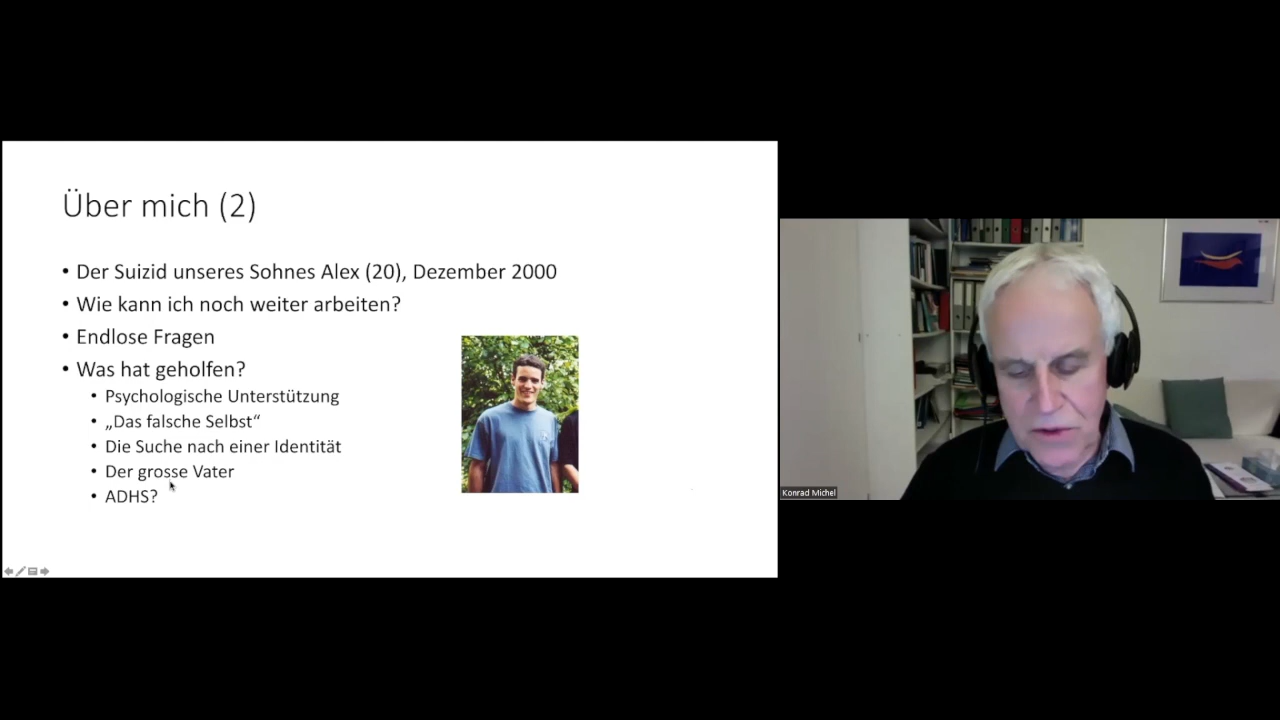 Über mich (2)
• Der Suizid unseres Sohnes Alex (20), Dezember 2000
• Wie kann ich noch weiter arbeiten?
• Endlose Fragen
• Was hat geholfen?
• Psychologische Unterstützung
• „Das falsche Selbst“
• Die Suche nach einer Identität
• Der grosse Vater
• ADHS?
Konrad Michel